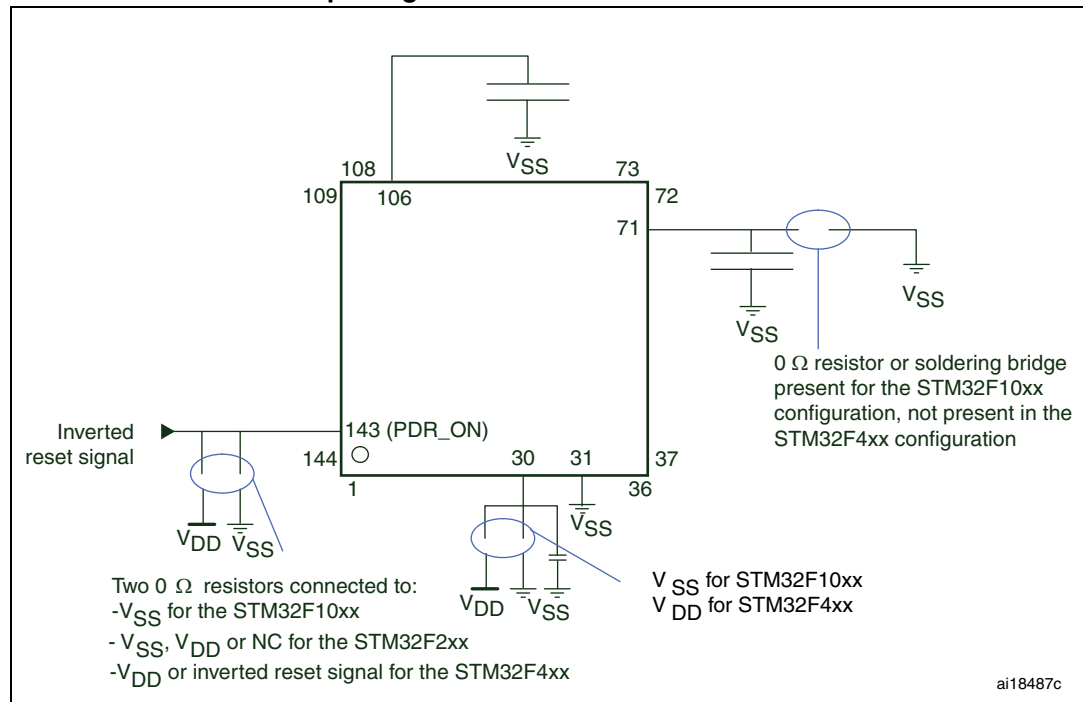 VSS
108
73
109
106
72
71
VSS
VSS
0 Ω resistor or soldering bridge
present for the STM32F10xx
configuration, not present in the
STM32F4xx configuration
Inverted
reset signal
143 (PDR_ON)
144
30
31
37
1
36
VDD
VSS
VSS
VDD
VSS
Two 0 Ω resistors connected to:
-VSS for the STM32F10xx
- VSS, VDD or NC for the STM32F2xx
-VDD or inverted reset signal for the STM32F4xx
VSS for STM32F10xx
VDD for STM32F4xx
ai18487c